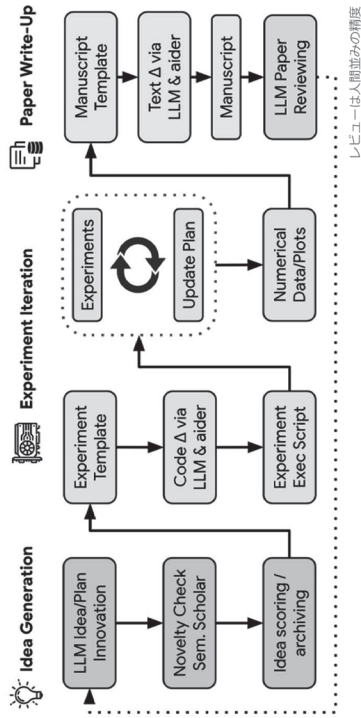 Idea Generation
LLM Idea/Plan
Innovation
Novelty Check
Sem. Scholar
Idea scoring /
archiving
Experiment Iteration
Experiment
Template
Code Δ via
LLM & aider
Experiment
Exec Script
Experiments
Update Plan
Numerical
Data/Plots
Paper Write-Up
Manuscript
Template
Text Δ via
LLM & aider
Manuscript
LLM Paper
Reviewing
レビューは人間並みの精度